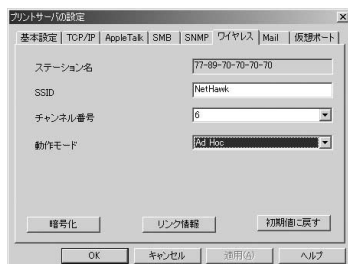 プリントサーバの設定
基本設定 TCP/IP AppleTalk SMB SNMP ワイヤレス Mail 仮想ポート
ステーション名 77-89-70-70-70-70
SSID NetHawk
チャンネル番号 6
動作モード Ad Hoc
暗号化 リンク情報 初期値に戻す
OK キャンセル 適用(A) ヘルプ